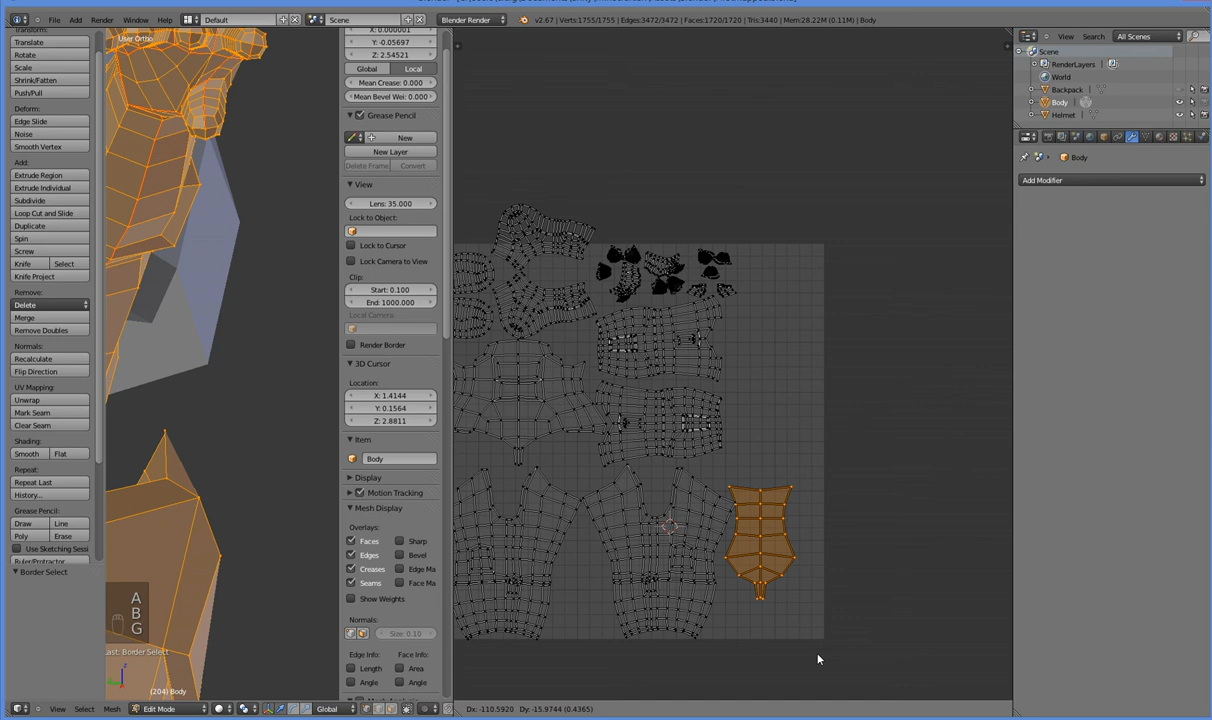 File
Add
Render
Window
Help
Default
Scene
Blender Render
v2.67 | Verts:1755/1755 | Edges:3472/3472 | Faces:1720/1720 | Tris:3440 | Mem:28.22M (0.11M) | Body
Translate
Rotate
Scale
Shrink/Fatten
Push/Pull
Deform:
Edge Slide
Noise
Smooth Vertex
Add:
Extrude Region
Extrude Individual
Subdivide
Loop Cut and Slide
Duplicate
Spin
Screw
Knife
Select
Knife Project
Remove:
Delete
Merge
Remove Doubles
Normals:
Recalculate
Flip Direction
UV Mapping:
Unwrap
Mark Seam
Clear Seam
Shading:
Smooth
Flat
Repeat:
Repeat Last
History...
Grease Pencil:
Draw
Line
Poly
Erase
Use Sketching Sessi
Ruler/Protractor
Border Select
User Ortho
A
B
G
Last: Border Select
(204) Body
X: 0.000001
Y: -0.05697
Z: 2.54521
Global
Local
Mean Crease: 0.000
Mean Bevel Wei: 0.000
Grease Pencil
New
New Layer
Delete Frame
Convert
View
Lens: 35.000
Lock to Object:
Lock to Cursor
Lock Camera to View
Clip:
Start: 0.100
End: 1000.000
Local Camera:
Render Border
3D Cursor
Location:
X: 1.4144
Y: 0.1564
Z: 2.8811
Item
Body
Display
Motion Tracking
Mesh Display
Overlays:
Faces
Sharp
Edges
Bevel
Creases
Edge Ma
Seams
Face Ma
Show Weights
Normals:
Size: 0.10
Edge Info:
Face Info:
Length
Area
Angle
Angle
View
Select
Mesh
Edit Mode
Global
Dx: -110.5920 Dy: -15.9744 (0.4365)
View
Search
All Scenes
Scene
RenderLayers
World
Backpack
Body
Helmet
Body
Add Modifier